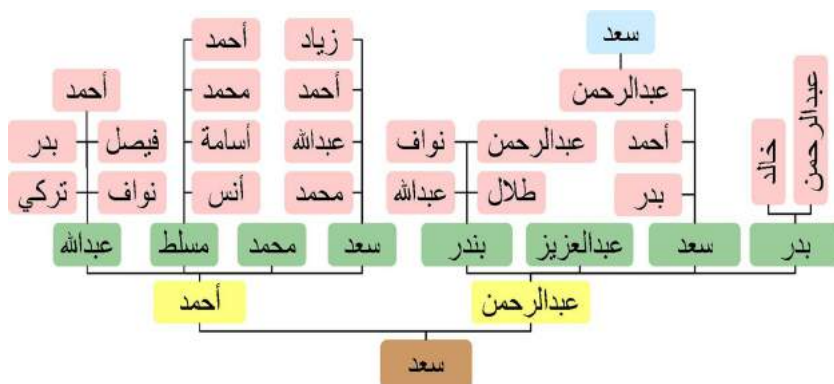 سعد
عبدالرحمن
أحمد
بدر
عبدالرحمن
خالد
عبدالرحمن
نواف
طلال
عبدالله
زياد
أحمد
عبدالله
محمد
أحمد
محمد
أسامة
أنس
أحمد
فيصل
بدر
نواف
تركي
بدر
سعد
عبدالعزيز
بندر
سعد
محمد
مسلط
عبدالله
عبدالرحمن
أحمد
سعد